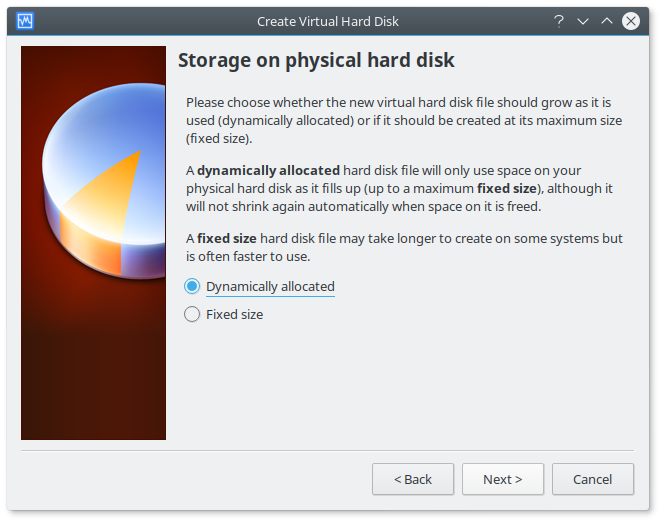 Create Virtual Hard Disk
?
Storage on physical hard disk
Please choose whether the new virtual hard disk file should grow as it is
used (dynamically allocated) or if it should be created at its maximum size
(fixed size).
A dynamically allocated hard disk file will only use space on your
physical hard disk as it fills up (up to a maximum fixed size), although it
will not shrink again automatically when space on it is freed.
A fixed size hard disk file may take longer to create on some systems but
is often faster to use.
Dynamically allocated
Fixed size
< Back
Next >
Cancel